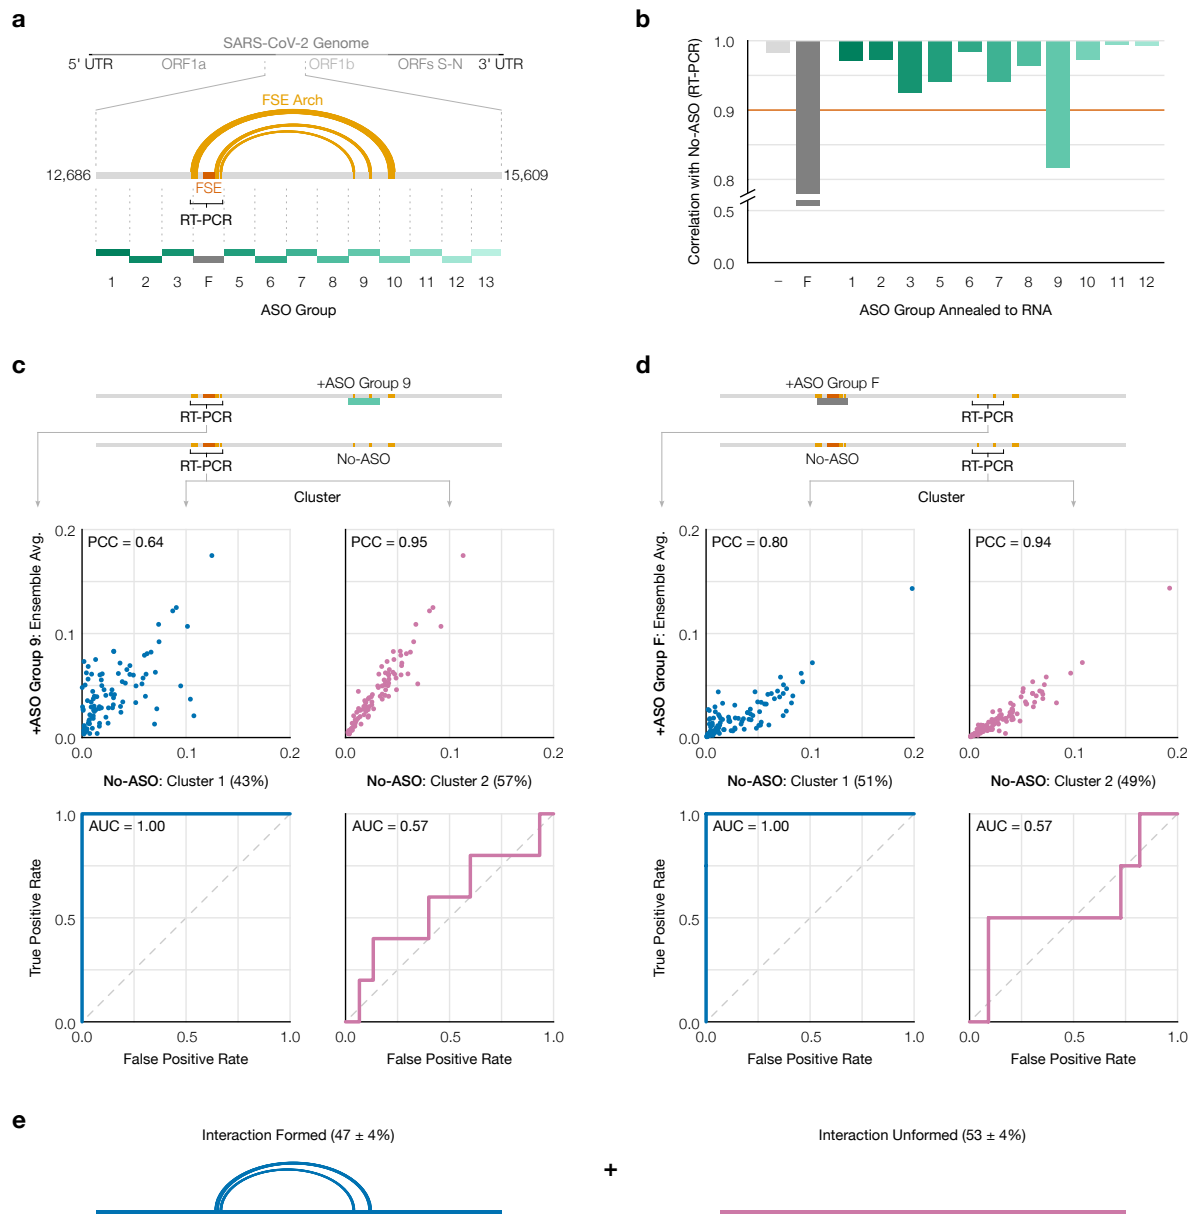 a
SARS-CoV-2 Genome
5' UTR ORF1a ORF1b ORFs S-N 3' UTR
FSE Arch
12,686 15,609
FSE
RT-PCR
1 2 3 F 5 6 7 8 9 10 11 12 13
ASO Group
b
Correlation with No-ASO (RT-PCR)
1.0
0.9
0.8
0.5
0.0
– F 1 2 3 5 6 7 8 9 10 11 12
ASO Group Annealed to RNA
c
+ASO Group 9
RT-PCR
RT-PCR No-ASO
Cluster
+ASO Group 9: Ensemble Avg.
0.2
0.1
0.0
PCC = 0.64
PCC = 0.95
0.0 0.1 0.2
0.0 0.1 0.2
No-ASO: Cluster 1 (43%)
No-ASO: Cluster 2 (57%)
True Positive Rate
1.0
0.5
0.0
AUC = 1.00
AUC = 0.57
0.0 0.5 1.0
0.0 0.5 1.0
False Positive Rate
False Positive Rate
d
+ASO Group F
RT-PCR
No-ASO RT-PCR
Cluster
+ASO Group F: Ensemble Avg.
0.2
0.1
0.0
PCC = 0.80
PCC = 0.94
0.0 0.1 0.2
0.0 0.1 0.2
No-ASO: Cluster 1 (51%)
No-ASO: Cluster 2 (49%)
True Positive Rate
1.0
0.5
0.0
AUC = 1.00
AUC = 0.57
0.0 0.5 1.0
0.0 0.5 1.0
False Positive Rate
False Positive Rate
e
Interaction Formed (47 ± 4%)
+
Interaction Unformed (53 ± 4%)